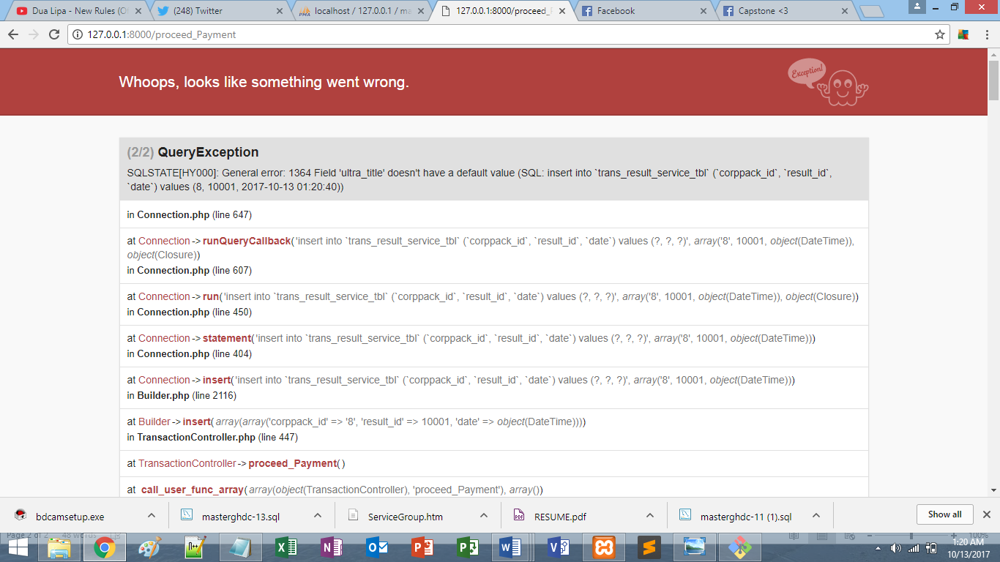 Dua Lipa - New Rules (O
(248) Twitter
localhost / 127.0.0.1 / ma
127.0.0.1:8000/proceed_P
Facebook
Capstone <3
127.0.0.1:8000/proceed_Payment
Whoops, looks like something went wrong.
Exception!
(2/2) QueryException
SQLSTATE[HY000]: General error: 1364 Field 'ultra_title' doesn't have a default value (SQL: insert into `trans_result_service_tbl` (`corppack_id`, `result_id`,
`date`) values (8, 10001, 2017-10-13 01:20:40))
in Connection.php (line 647)
at Connection->runQueryCallback('insert into `trans_result_service_tbl` (`corppack_id`, `result_id`, `date`) values (?, ?, ?)', array('8', 10001, object(DateTime)),
object(Closure))
in Connection.php (line 607)
at Connection->run('insert into `trans_result_service_tbl` (`corppack_id`, `result_id`, `date`) values (?, ?, ?)', array('8', 10001, object(DateTime)), object(Closure))
in Connection.php (line 450)
at Connection->statement('insert into `trans_result_service_tbl` (`corppack_id`, `result_id`, `date`) values (?, ?, ?)', array('8', 10001, object(DateTime)))
in Connection.php (line 404)
at Connection->insert('insert into `trans_result_service_tbl` (`corppack_id`, `result_id`, `date`) values (?, ?, ?)', array('8', 10001, object(DateTime)))
in Builder.php (line 2116)
at Builder->insert(array(array('corppack_id' => '8', 'result_id' => 10001, 'date' => object(DateTime))))
in TransactionController.php (line 447)
at TransactionController->proceed_Payment()
at call_user_func_array(array(object(TransactionController), 'proceed_Payment'), array())
bdcamsetup.exe
masterghdc-13.sql
ServiceGroup.htm
RESUME.pdf
masterghdc-11 (1).sql
Show all
Page 2 of 2
48 words
100%
1:20 AM
10/13/2017